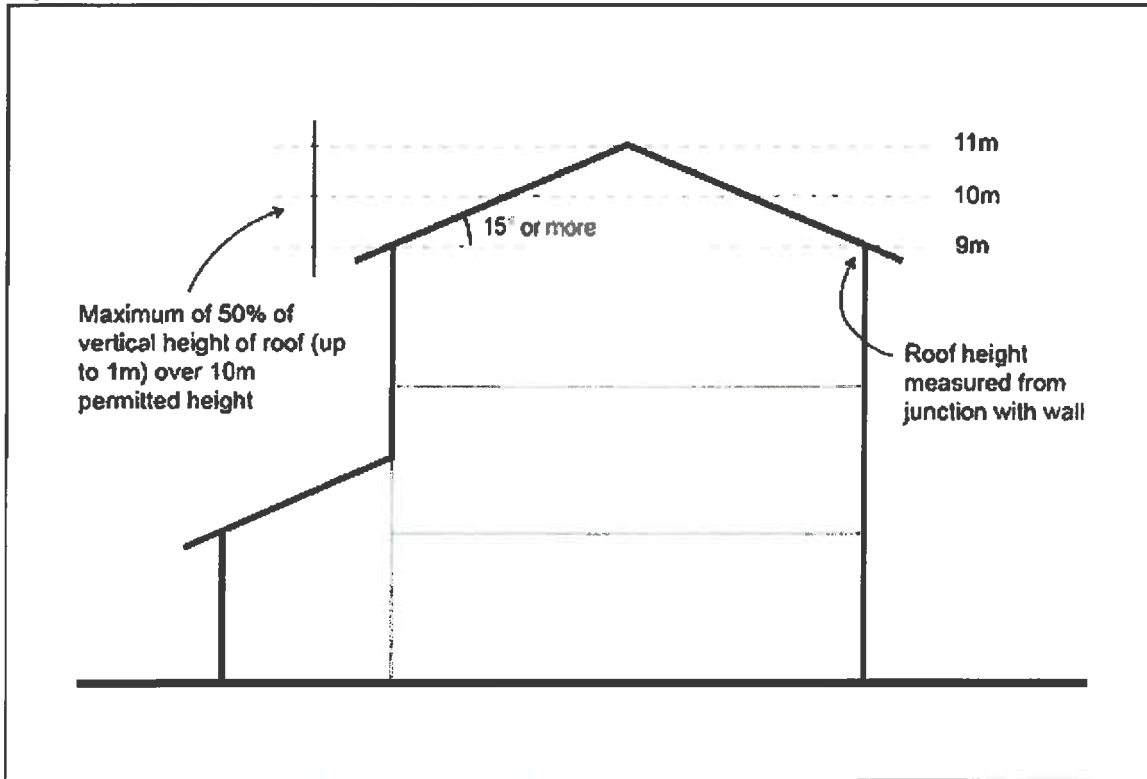 11m
10m
15° or more
9m
Maximum of 50% of
vertical height of roof (up
to 1m) over 10m
permitted height
Roof height
measured from
junction with wall